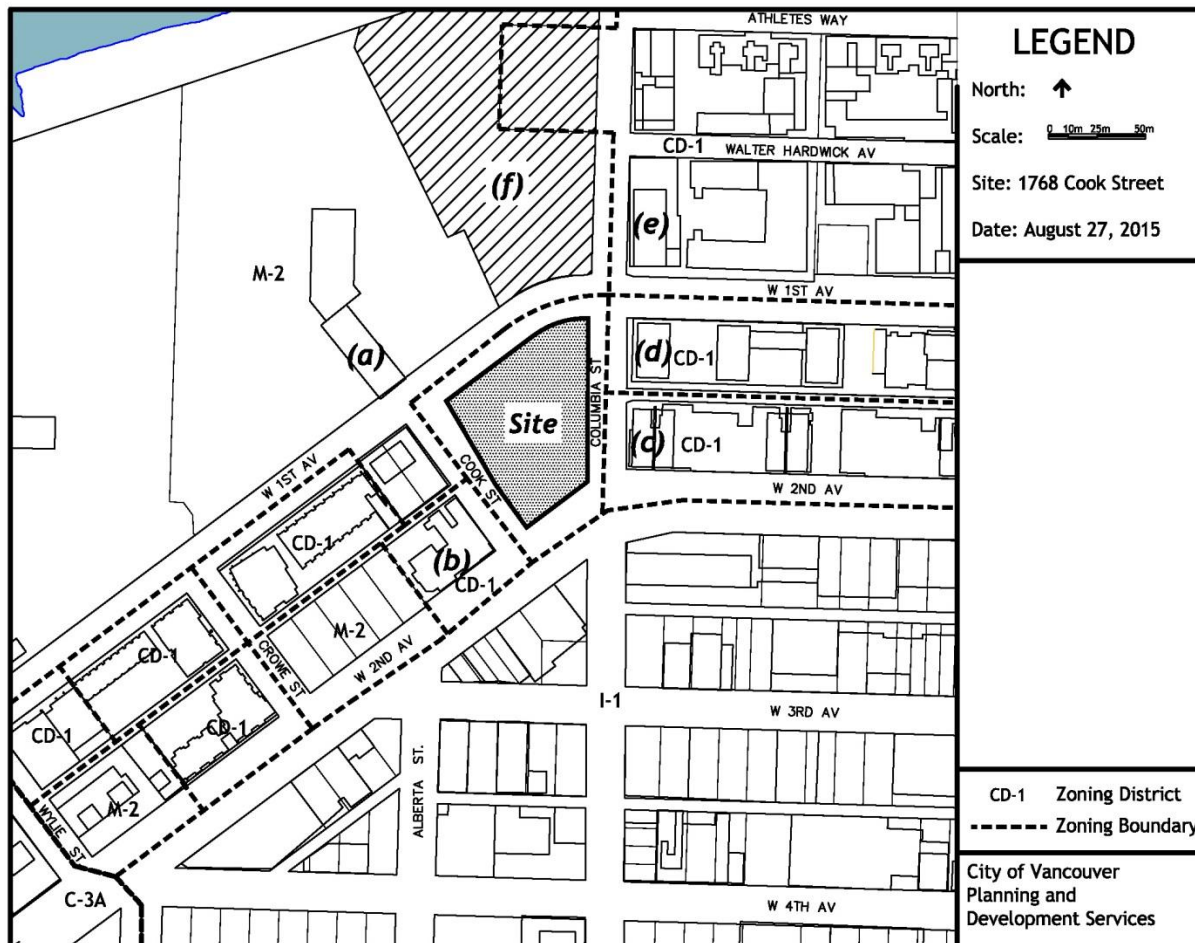 ATHLETES WAY
CD-1
WALTER HARDWICK AV
(f)
(e)
M-2
W 1ST AV
(a)
(d)
CD-1
COLUMBIA ST
Site
(c)
CD-1
W 2ND AV
COOK ST
W 1ST AV
CD-1
(b)
CD-1
M-2
W 2ND AV
CROWE ST
CD-1
CD-1
CD-1
M-2
WYLIE ST
C-3A
I-1
W 3RD AV
ALBERTA ST.
W 4TH AV
LEGEND
North:
Scale: 0 10m 25m 50m
Site: 1768 Cook Street
Date: August 27, 2015
CD-1 Zoning District
Zoning Boundary
City of Vancouver
Planning and
Development Services